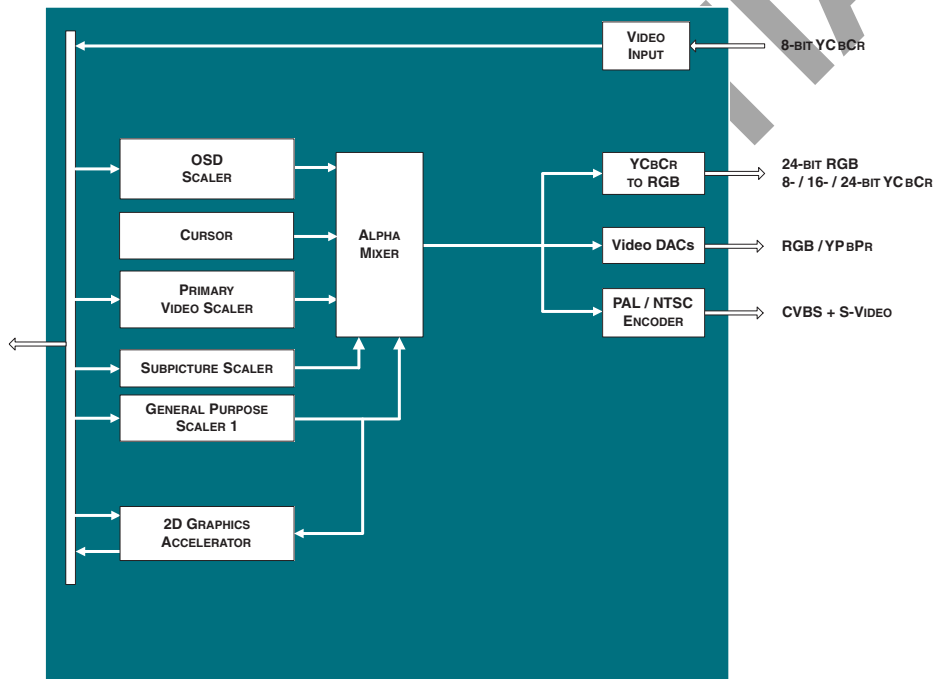 VIDEO
INPUT
8-BIT YCBCR
OSD
SCALER
CURSOR
PRIMARY
VIDEO SCALER
SUBPICTURE SCALER
GENERAL PURPOSE
SCALER 1
2D GRAPHICS
ACCELERATOR
ALPHA
MIXER
YCBCR
TO RGB
24-BIT RGB
8- / 16- / 24-BIT YCBCR
Video DACs
RGB / YPBPR
PAL / NTSC
ENCODER
CVBS + S-VIDEO